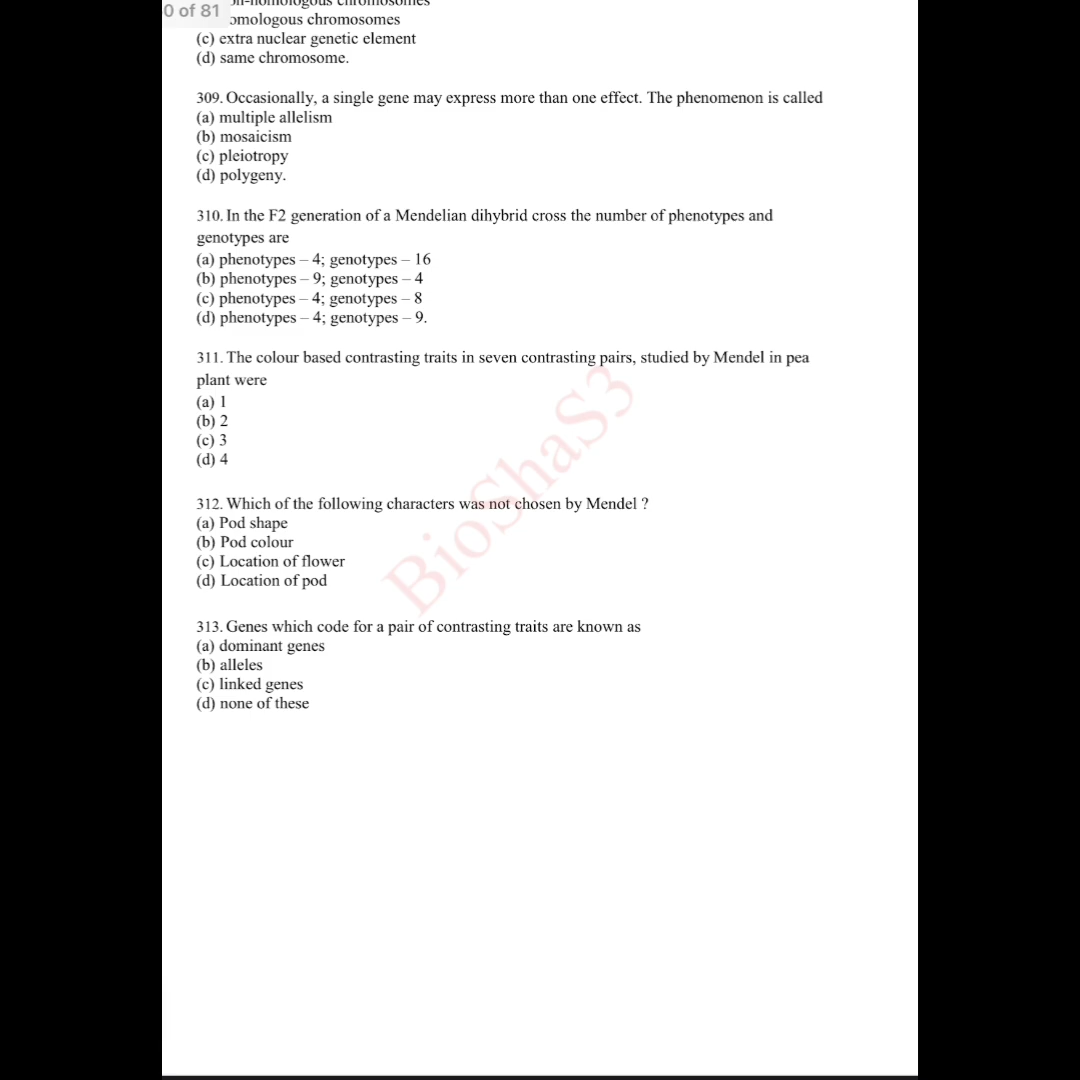 0 of 81
omologous chromosomes
(c) extra nuclear genetic element
(d) same chromosome.
309. Occasionally, a single gene may express more than one effect. The phenomenon is called
(a) multiple allelism
(b) mosaicism
(c) pleiotropy
(d) polygeny.
310. In the F2 generation of a Mendelian dihybrid cross the number of phenotypes and
genotypes are
(a) phenotypes – 4; genotypes – 16
(b) phenotypes – 9; genotypes – 4
(c) phenotypes – 4; genotypes – 8
(d) phenotypes – 4; genotypes – 9.
311. The colour based contrasting traits in seven contrasting pairs, studied by Mendel in pea
plant were
(a) 1
(b) 2
(c) 3
(d) 4
312. Which of the following characters was not chosen by Mendel ?
(a) Pod shape
(b) Pod colour
(c) Location of flower
(d) Location of pod
313. Genes which code for a pair of contrasting traits are known as
(a) dominant genes
(b) alleles
(c) linked genes
(d) none of these
BioShaS3